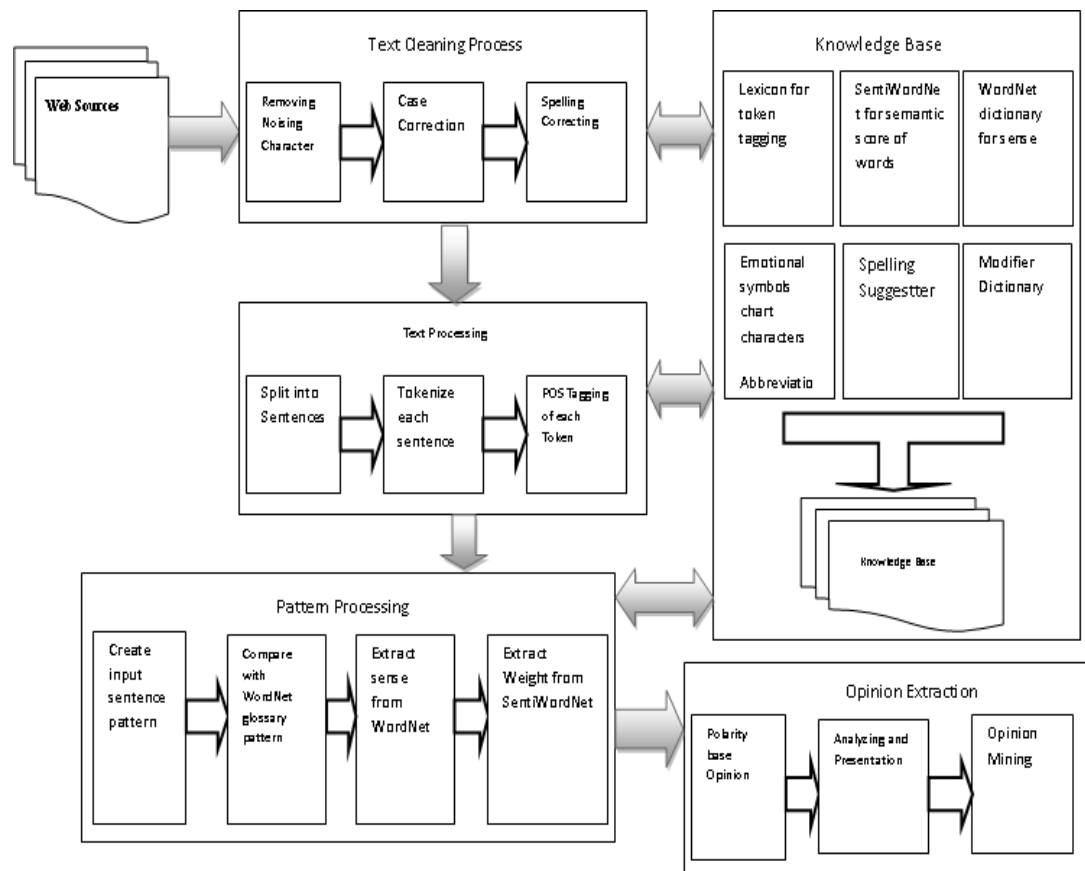 Web Sources
Text Cleaning Process
Removing
Noising
Character
Case
Correction
Spelling
Correcting
Knowledge Base
Lexicon for
token
tagging
SentiWordNe
t for semantic
score of
words
WordNet
dictionary
for sense
Emotional
symbols
chart
characters
Abbreviatio
Spelling
Suggestter
Modifier
Dictionary
Knowledge Base
Text Processing
Split into
Sentences
Tokenize
each
sentence
POS Tagging
of each
Token
Pattern Processing
Create
input
sentence
pattern
Compare
with
WordNet
glossary
pattern
Extract
sense
from
WordNet
Extract
Weight from
SentiWordNet
Opinion Extraction
Polarity
base
Opinion
Analyzing and
Presentation
Opinion
Mining